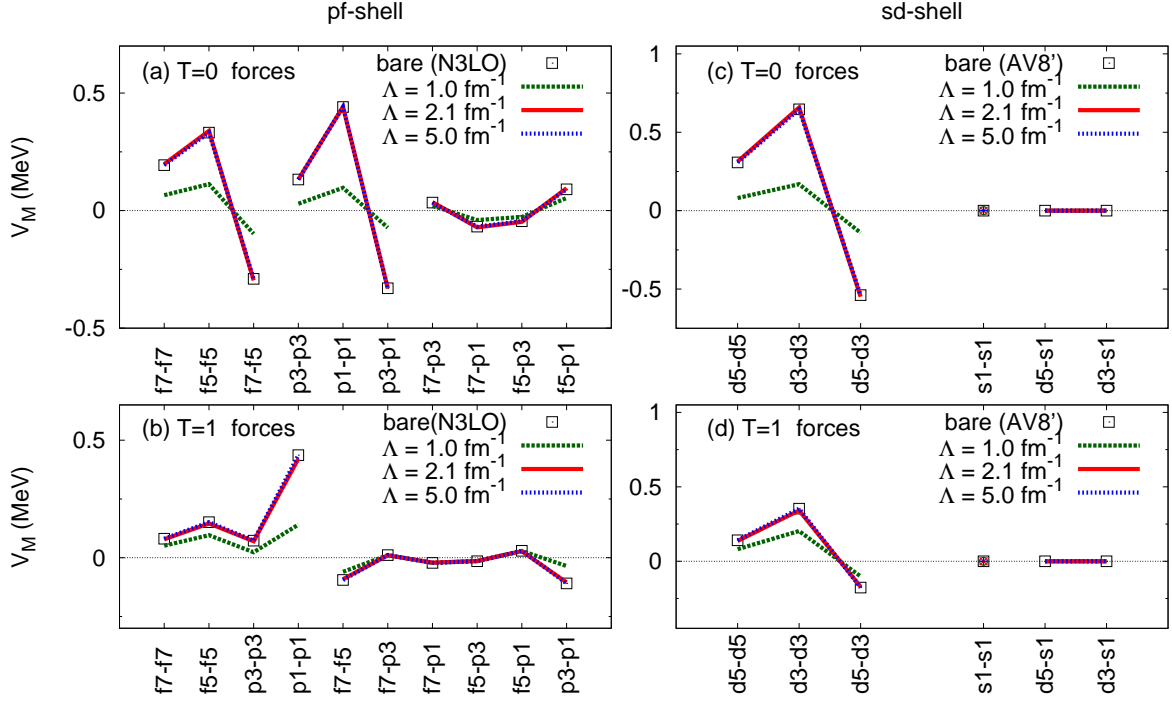 pf-shell
sd-shell
V_M (MeV)
0.5
0
-0.5
(a) T=0 forces
bare (N3LO)
Λ = 1.0 fm⁻¹
Λ = 2.1 fm⁻¹
Λ = 5.0 fm⁻¹
f7-f7
f5-f5
f7-f5
p3-p3
p1-p1
p3-p1
f7-p3
f7-p1
f5-p3
f5-p1
1
0.5
0
-0.5
(c) T=0 forces
bare (AV8')
Λ = 1.0 fm⁻¹
Λ = 2.1 fm⁻¹
Λ = 5.0 fm⁻¹
d5-d5
d3-d3
d5-d3
s1-s1
d5-s1
d3-s1
V_M (MeV)
0.5
0
(b) T=1 forces
bare(N3LO)
Λ = 1.0 fm⁻¹
Λ = 2.1 fm⁻¹
Λ = 5.0 fm⁻¹
f7-f7
f5-f5
p3-p3
p1-p1
f7-f5
f7-p3
f7-p1
f5-p3
f5-p1
p3-p1
1
0.5
0
(d) T=1 forces
bare (AV8')
Λ = 1.0 fm⁻¹
Λ = 2.1 fm⁻¹
Λ = 5.0 fm⁻¹
d5-d5
d3-d3
d5-d3
s1-s1
d5-s1
d3-s1